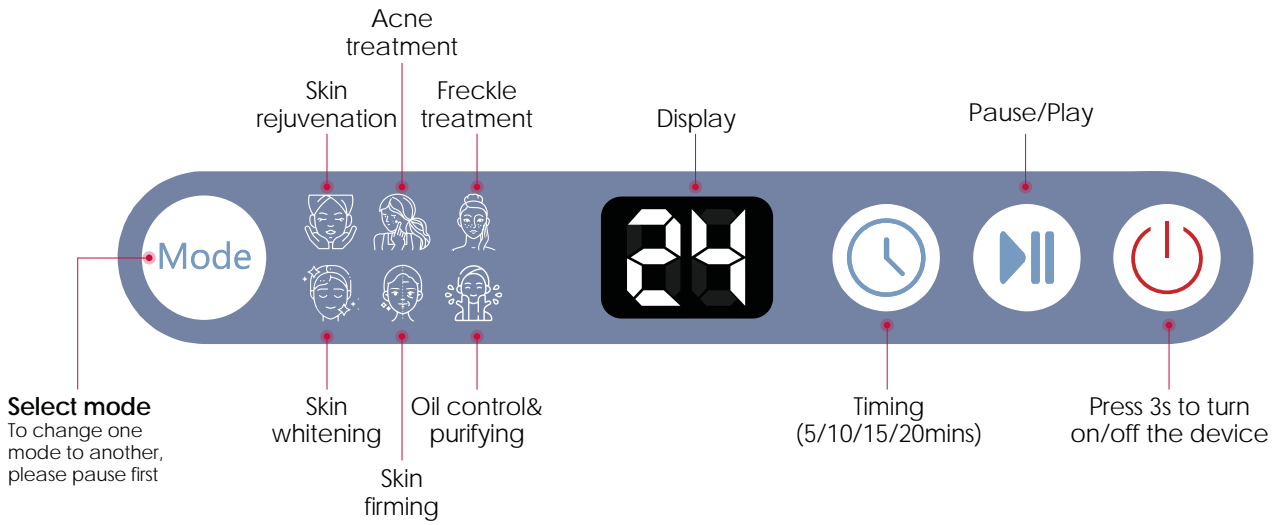 Acne
treatment
Skin
rejuvenation
Freckle
treatment
Display
Pause/Play
Mode
24
Select mode
To change one
mode to another,
please pause first
Skin
whitening
Skin
firming
Oil control&
purifying
Timing
(5/10/15/20mins)
Press 3s to turn
on/off the device